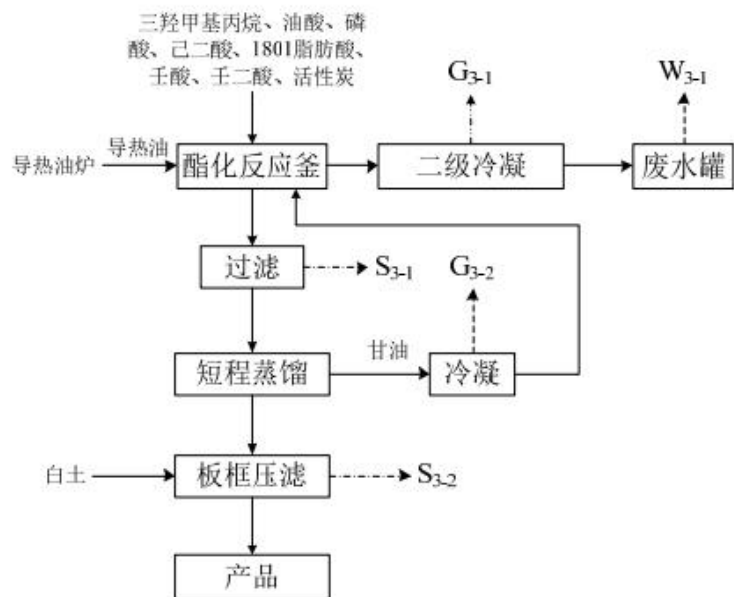 三羟甲基丙烷、油酸、磷
酸、己二酸、1801脂肪酸、
壬酸、壬二酸、活性炭
G3-1
W3-1
导热油炉
导热油
酯化反应釜
二级冷凝
废水罐
过滤
S3-1
G3-2
短程蒸馏
甘油
冷凝
白土
板框压滤
S3-2
产品